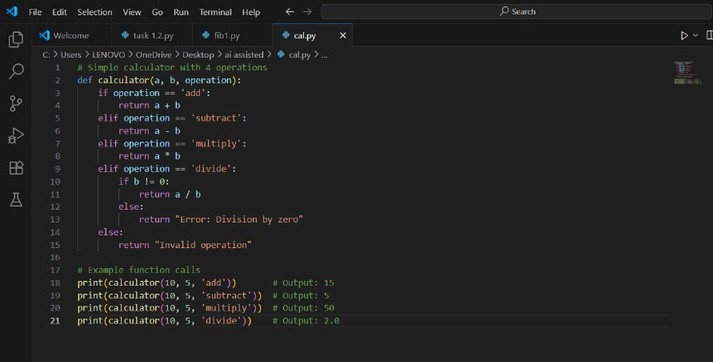 File Edit Selection View Go Run Terminal Help
Search
Welcome task 1.2.py fib1.py cal.py
C: > Users > LENOVO > OneDrive > Desktop > ai assisted > cal.py > ...
1 # Simple calculator with 4 operations
2 def calculator(a, b, operation):
3 if operation == 'add':
4 return a + b
5 elif operation == 'subtract':
6 return a - b
7 elif operation == 'multiply':
8 return a * b
9 elif operation == 'divide':
10 if b != 0:
11 return a / b
12 else:
13 return "Error: Division by zero"
14 else:
15 return "Invalid operation"
16
17 # Example function calls
18 print(calculator(10, 5, 'add')) # Output: 15
19 print(calculator(10, 5, 'subtract')) # Output: 5
20 print(calculator(10, 5, 'multiply')) # Output: 50
21 print(calculator(10, 5, 'divide')) # Output: 2.0